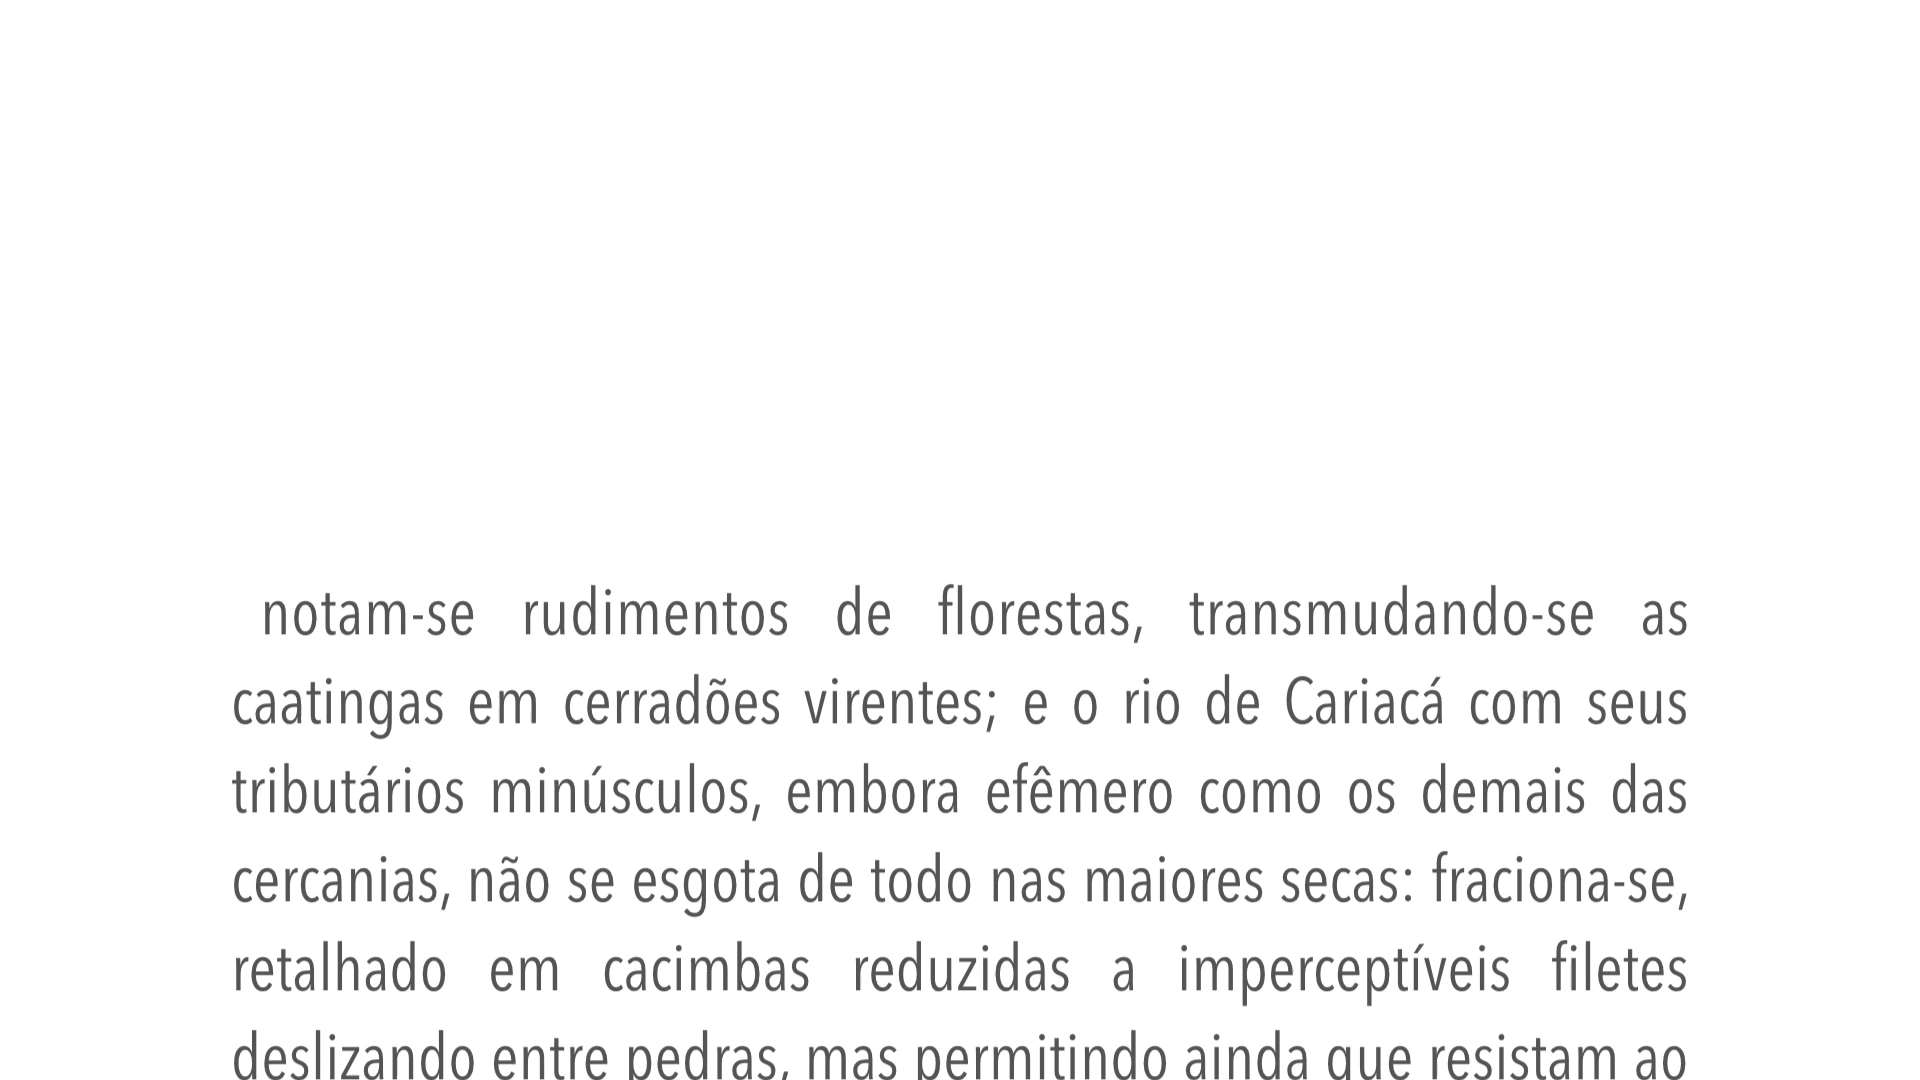 notam-se rudimentos de florestas, transmudando-se as
caatingas em cerradões virentes; e o rio de Cariacá com seus
tributários minúsculos, embora efêmero como os demais das
cercanias, não se esgota de todo nas maiores secas: fraciona-se,
retalhado em cacimbas reduzidas a imperceptíveis filetes
deslizando entre pedras, mas permitindo ainda que resistam ao